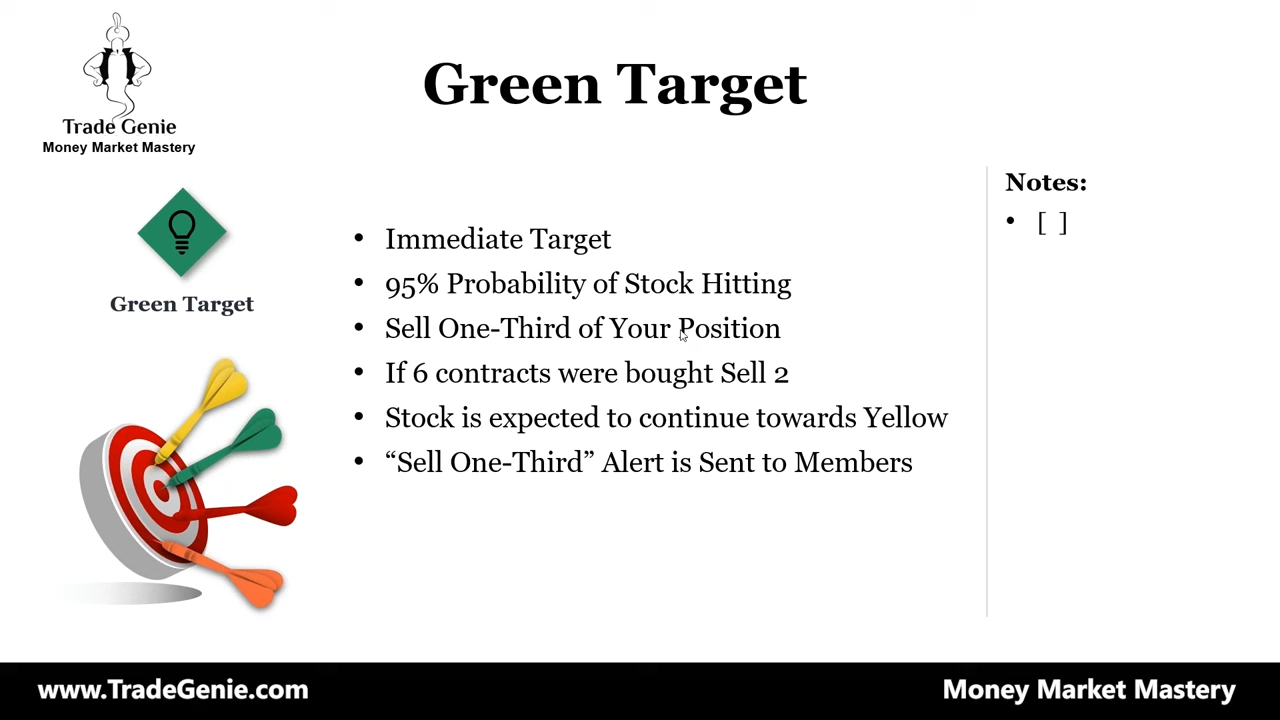 Green Target
Trade Genie
Money Market Mastery
Green Target
• Immediate Target
• 95% Probability of Stock Hitting
• Sell One-Third of Your Position
• If 6 contracts were bought Sell 2
• Stock is expected to continue towards Yellow
• “Sell One-Third” Alert is Sent to Members
Notes:
• [ ]
www.TradeGenie.com
Money Market Mastery